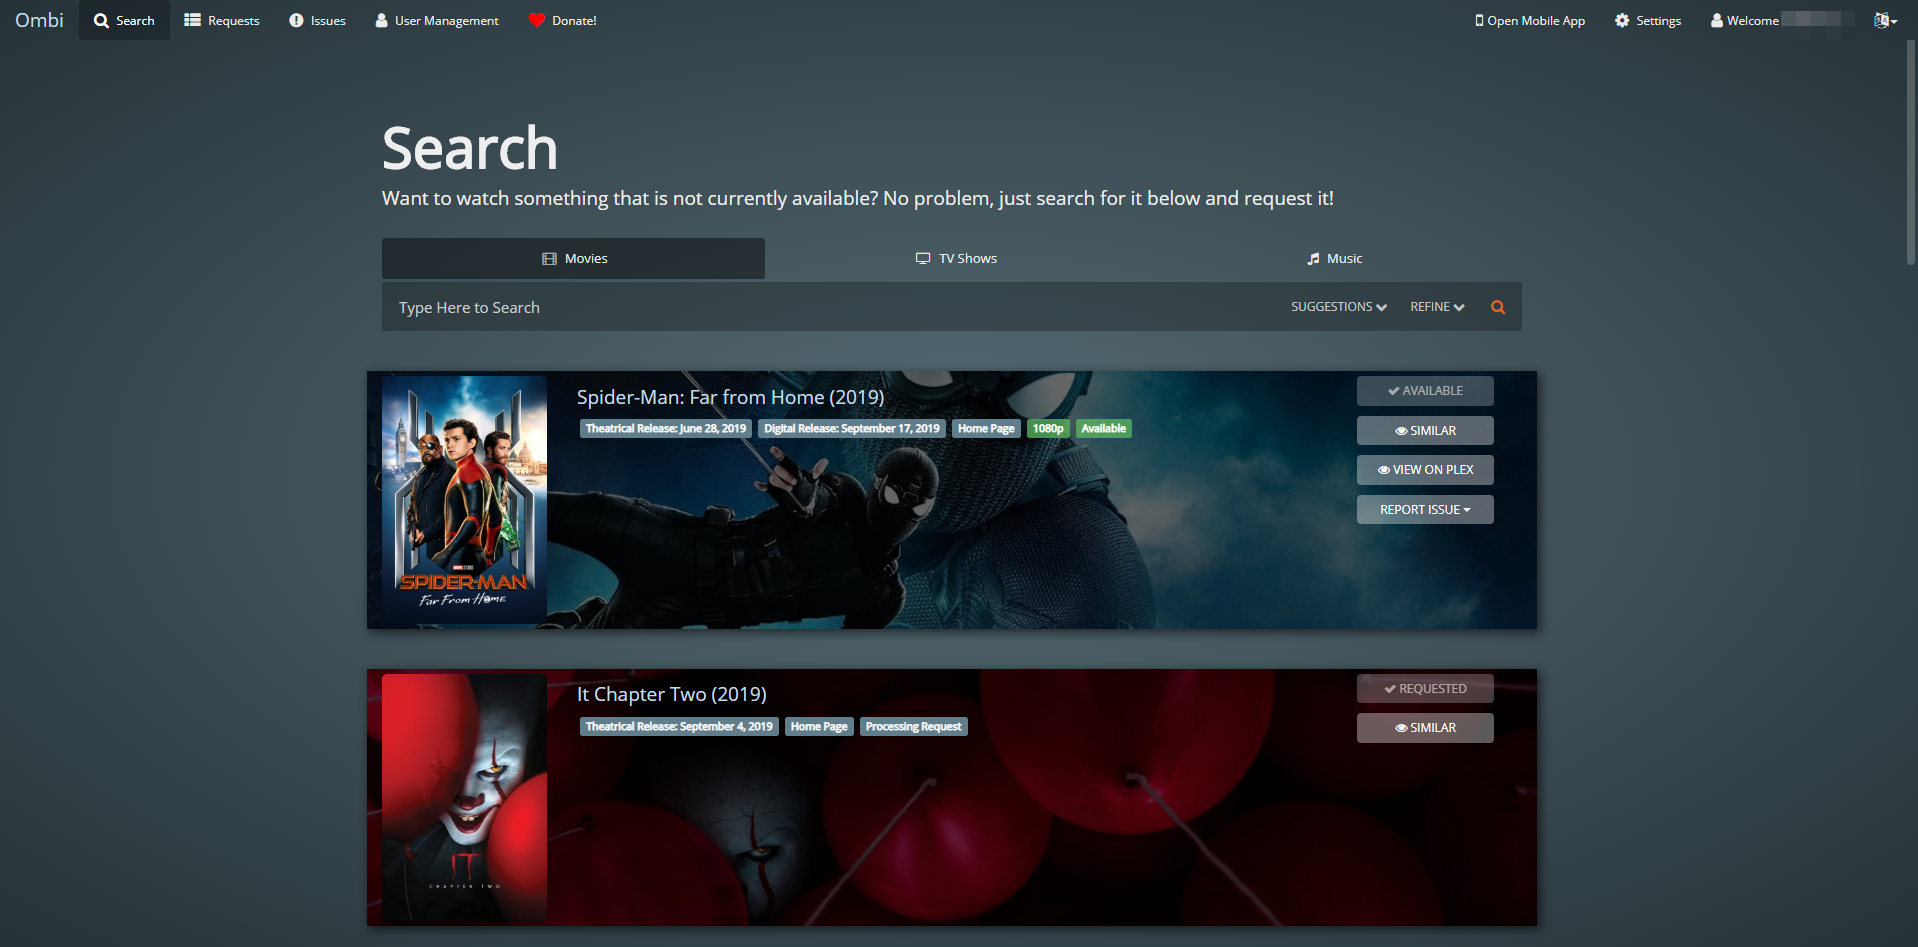 Ombi Search Requests Issues User Management Donate! Open Mobile App Settings Welcome
Search
Want to watch something that is not currently available? No problem, just search for it below and request it!
Movies TV Shows Music
Type Here to Search SUGGESTIONS REFINE
Spider-Man: Far from Home (2019) AVAILABLE
Theatrical Release: June 28, 2019 Digital Release: September 17, 2019 Home Page 1080p Available
SIMILAR
VIEW ON PLEX
REPORT ISSUE
SPIDER-MAN
Far From Home
It Chapter Two (2019) REQUESTED
Theatrical Release: September 4, 2019 Home Page Processing Request
SIMILAR
IT
CHAPTER TWO